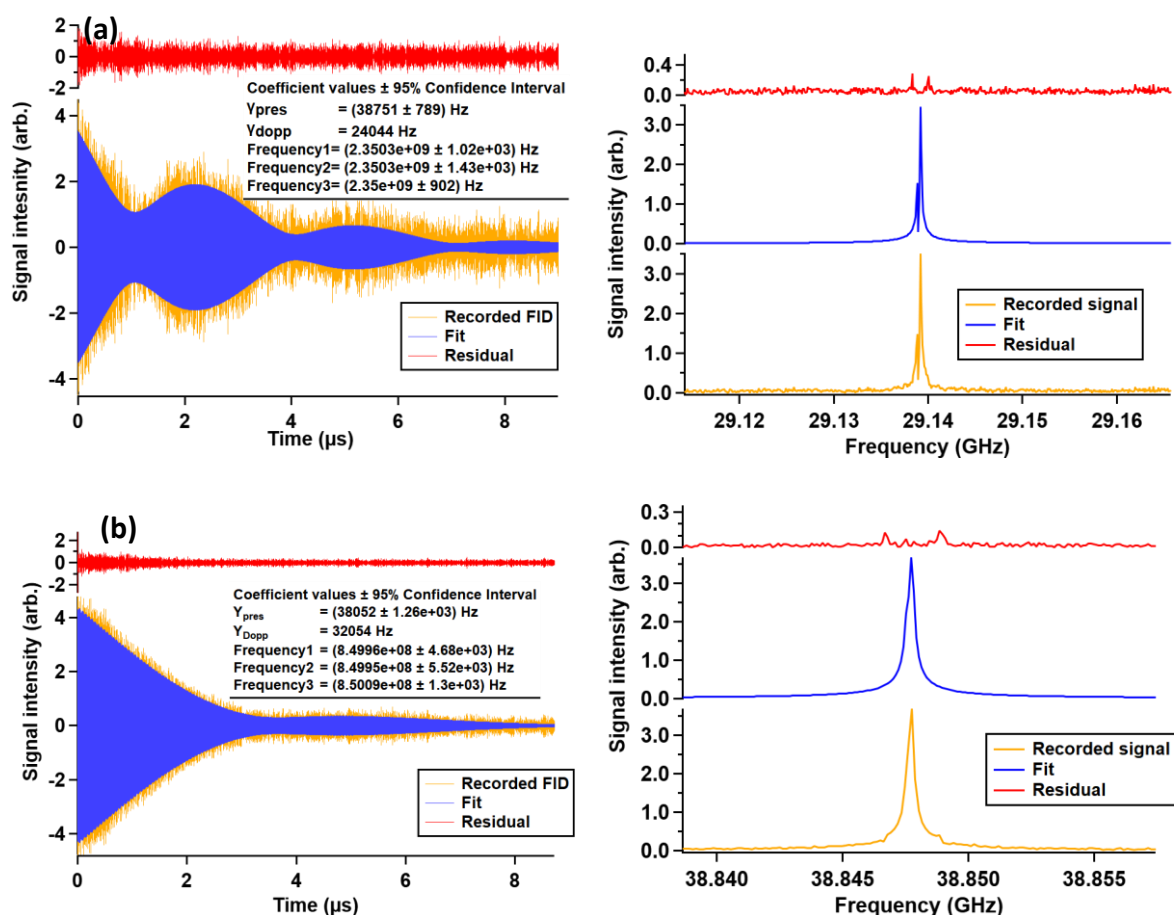 (a)
2
0
-2
4
2
0
-2
-4
Signal intesnity (arb.)
Coefficient values ± 95% Confidence Interval
Ypres = (38751 ± 789) Hz
Ydopp = 24044 Hz
Frequency1= (2.3503e+09 ± 1.02e+03) Hz
Frequency2= (2.3503e+09 ± 1.43e+03) Hz
Frequency3= (2.35e+09 ± 902) Hz
Recorded FID
Fit
Residual
0 2 4 6 8
Time (µs)
0.4
0.0
3.0
2.0
1.0
0.0
3.0
2.0
1.0
0.0
Signal intensity (arb.)
Recorded signal
Fit
Residual
29.12 29.13 29.14 29.15 29.16
Frequency (GHz)
(b)
2
0
-2
4
2
0
-2
-4
Signal intensity (arb.)
Coefficient values ± 95% Confidence Interval
Ypres = (38052 ± 1.26e+03) Hz
YDopp = 32054 Hz
Frequency1 = (8.4996e+08 ± 4.68e+03) Hz
Frequency2 = (8.4995e+08 ± 5.52e+03) Hz
Frequency3 = (8.5009e+08 ± 1.3e+03) Hz
Recorded FID
Fit
Residual
0 2 4 6 8
Time (µs)
0.3
0.0
3.0
2.0
1.0
0.0
3.0
2.0
1.0
0.0
Signal intensity (arb.)
Recorded signal
Fit
Residual
38.840 38.845 38.850 38.855
Frequency (GHz)